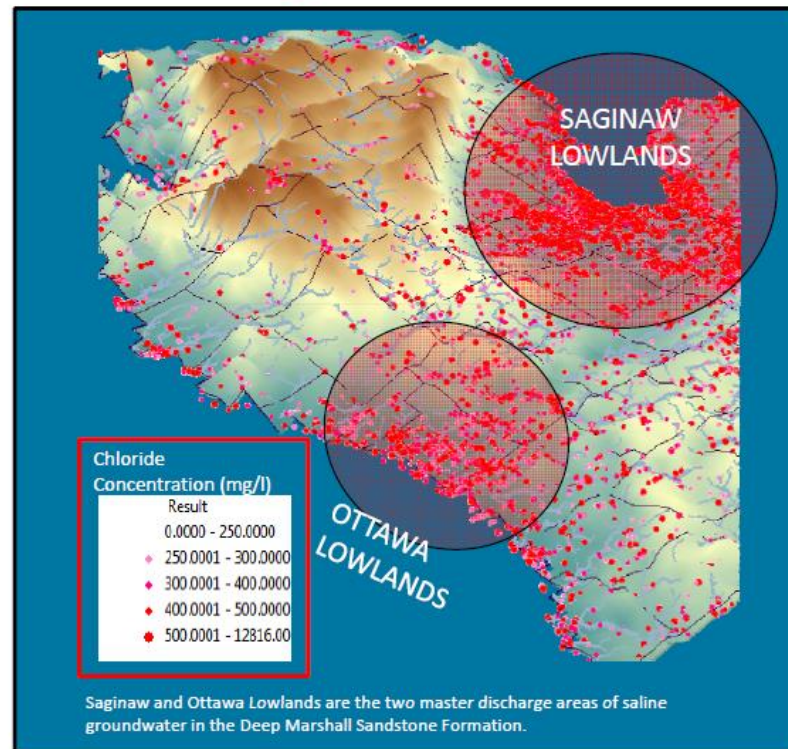 SAGINAW
LOWLANDS
OTTAWA
LOWLANDS
Chloride
Concentration (mg/l)
Result
0.0000 - 250.0000
250.0001 - 300.0000
300.0001 - 400.0000
400.0001 - 500.0000
500.0001 - 12816.00
Saginaw and Ottawa Lowlands are the two master discharge areas of saline
groundwater in the Deep Marshall Sandstone Formation.